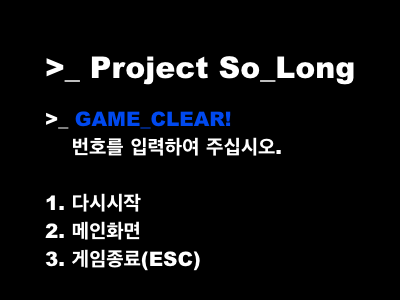 >_ Project So_Long
>_ GAME_CLEAR!
번호를 입력하여 주십시오.
1. 다시시작
2. 메인화면
3. 게임종료(ESC)